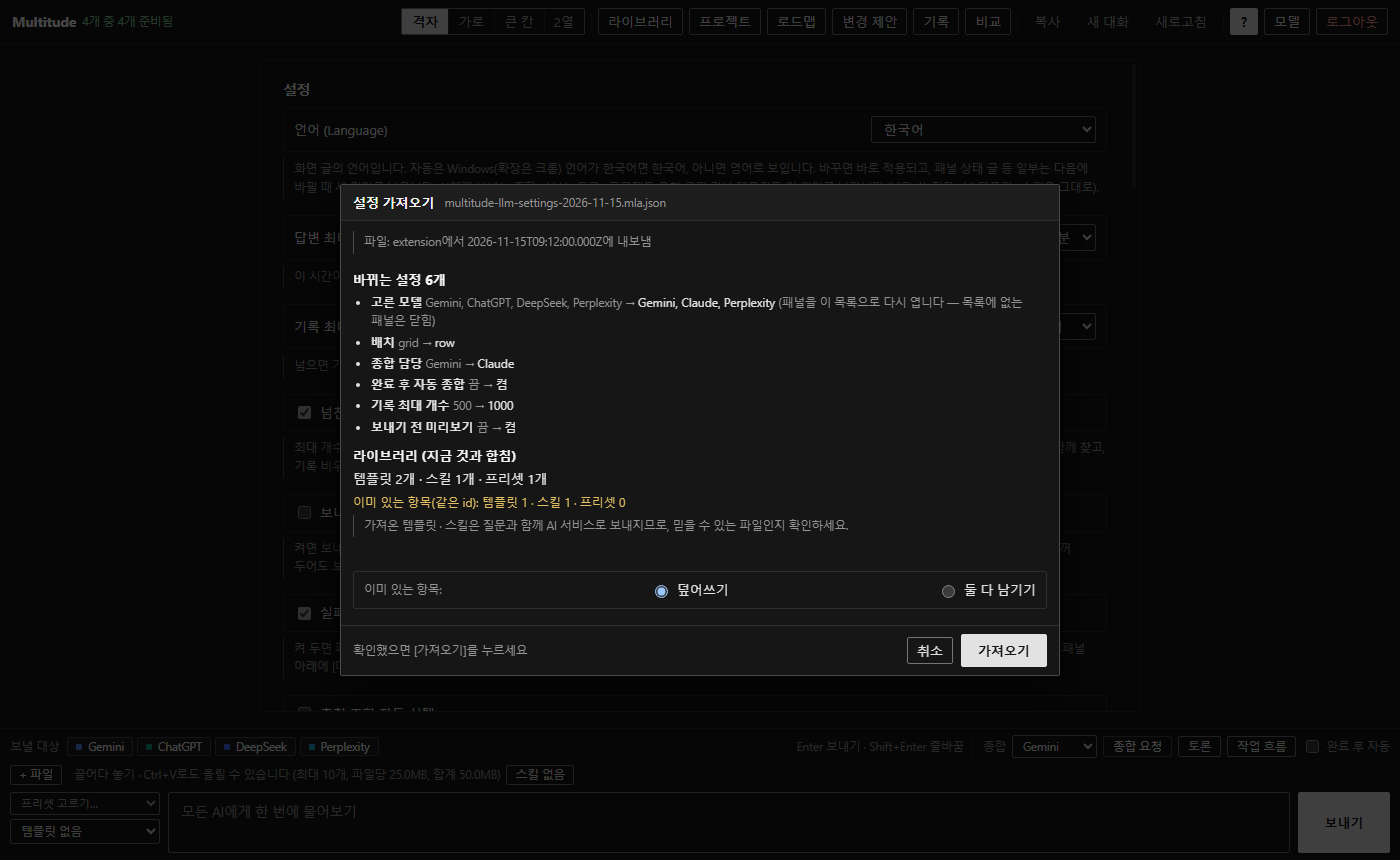 Multitude 4개 중 4개 준비됨
격자 가로 큰 칸 2열 라이브러리 프로젝트 로드맵 변경 제안 기록 비교 복사 새 대화 새로고침 ? 모델 로그아웃
설정
언어 (Language) 한국어
화면 글의 언어입니다. 자동은 Windows(확장은 크롬) 언어가 한국어면 한국어, 아니면 영어로 보입니다. 바꾸면 바로 적용되고, 패널 상태 글 등 일부는 다음에
바뀔 때
그대로).
설정 가져오기 multitude-llm-settings-2026-11-15.mla.json
답변 최
분
파일: extension에서 2026-11-15T09:12:00.000Z에 내보냄
이 시간
바뀌는 설정 6개
고른 모델 Gemini, ChatGPT, DeepSeek, Perplexity → Gemini, Claude, Perplexity (패널을 이 목록으로 다시 엽니다 — 목록에 없는
패널은 닫힘)
기록 최
배치 grid → row
넘으면
종합 담당 Gemini → Claude
완료 후 자동 종합 끔 → 켬
기록 최대 개수 500 → 1000
보내기 전 미리보기 끔 → 켬
최대 개수
찾고,
기록
라이브러리 (지금 것과 합침)
템플릿 2개 · 스킬 1개 · 프리셋 1개
이미 있는 항목(같은 id): 템플릿 1 · 스킬 1 · 프리셋 0
가져온 템플릿 · 스킬은 질문과 함께 AI 서비스로 보내지므로, 믿을 수 있는 파일인지 확인하세요.
켜면
두어도
이미 있는 항목: 덮어쓰기 둘 다 남기기
켜 두면
패널
아래에
확인했으면 [가져오기]를 누르세요 취소 가져오기
보낼 대상 Gemini ChatGPT DeepSeek Perplexity Enter 보내기 · Shift+Enter 줄바꿈 종합 Gemini 종합 요청 토론 작업 흐름 완료 후 자동
+ 파일 끌어다 놓기 · Ctrl+V로도 올릴 수 있습니다 (최대 10개, 파일당 25.0MB, 합계 50.0MB) 스킬 없음
프리셋 고르기... 모든 AI에게 한 번에 물어보기
템플릿 없음 보내기